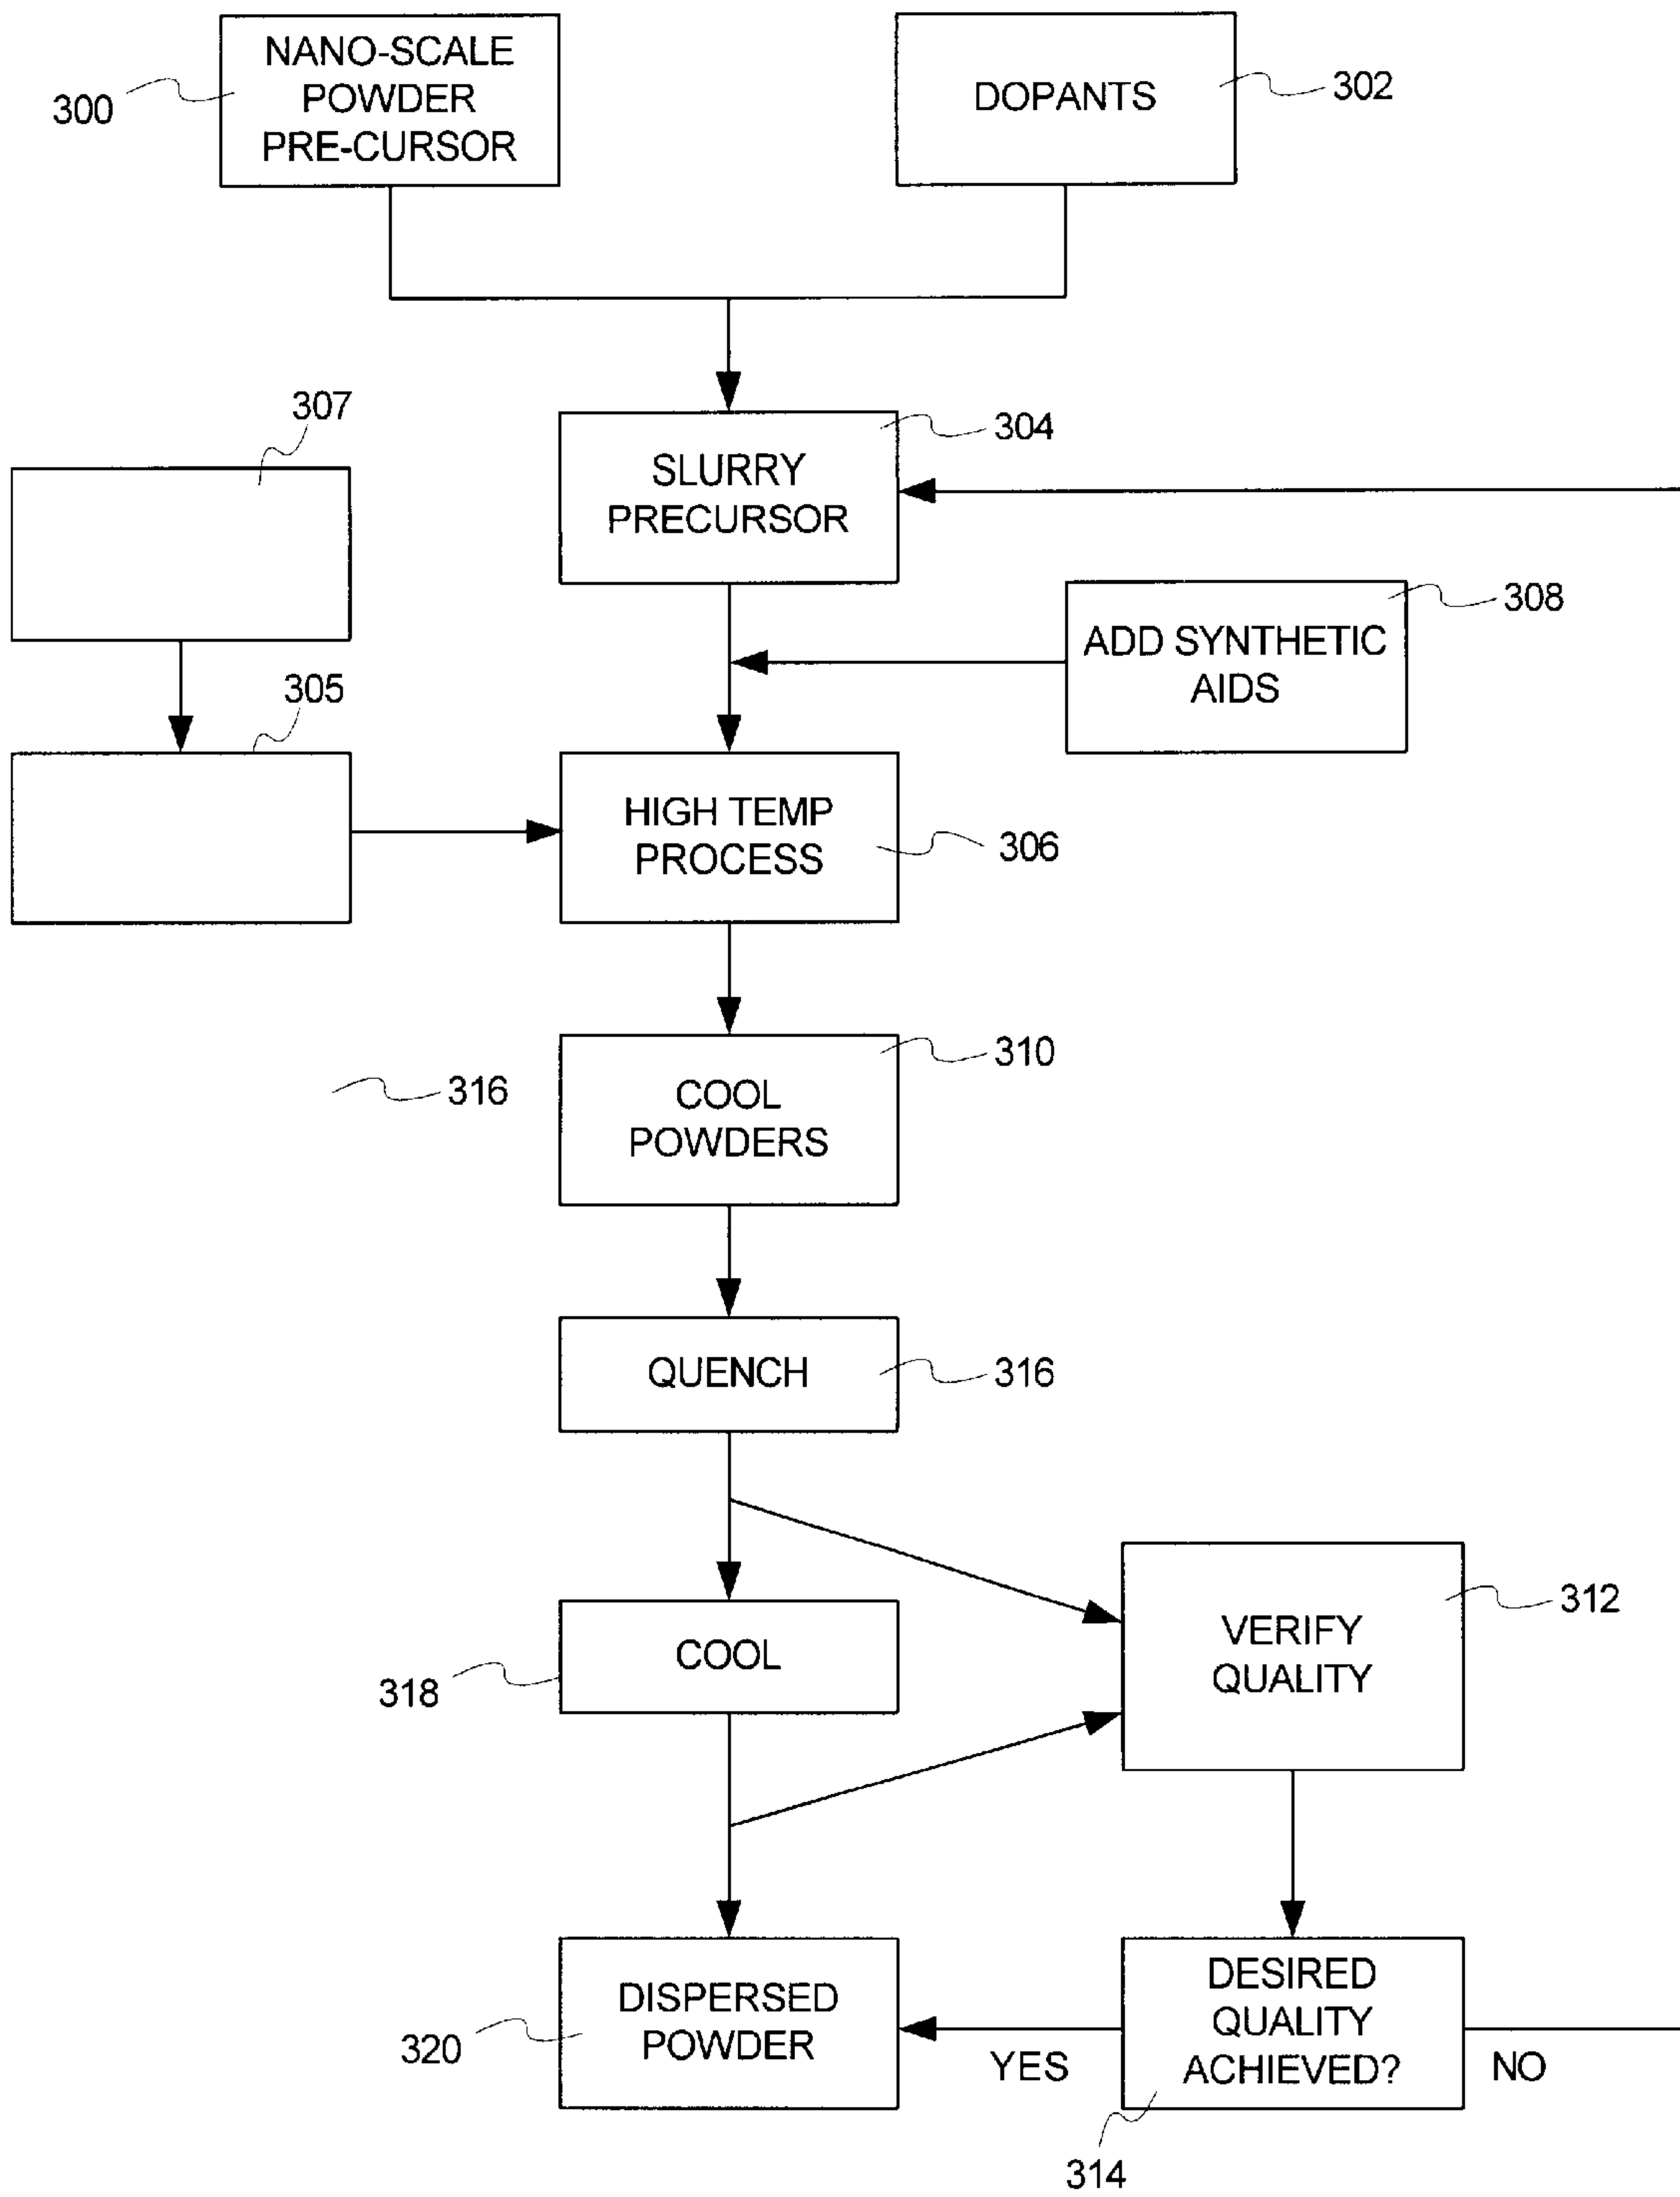 NANO-SCALE
POWDER
PRE-CURSOR
300
DOPANTS
302
307
SLURRY
PRECURSOR
304
ADD SYNTHETIC
AIDS
308
305
HIGH TEMP
PROCESS
306
316
COOL
POWDERS
310
QUENCH
316
COOL
318
VERIFY
QUALITY
312
DISPERSED
POWDER
320
YES
DESIRED
QUALITY
ACHIEVED?
NO
314